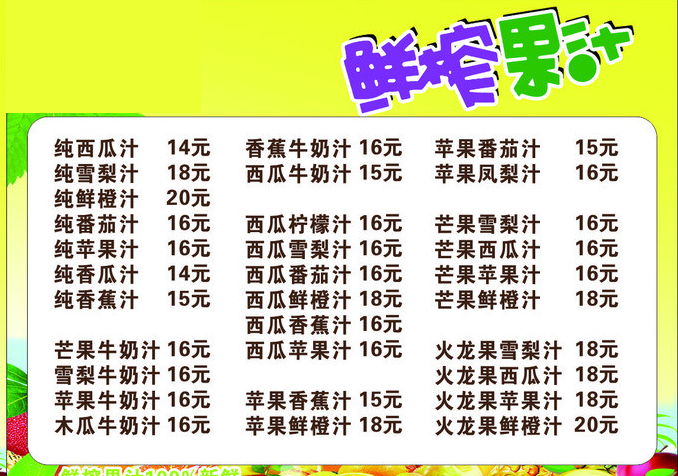 鲜榨果汁
纯西瓜汁 14元
纯雪梨汁 18元
纯鲜橙汁 20元
纯番茄汁 16元
纯苹果汁 16元
纯香瓜汁 14元
纯香蕉汁 15元
芒果牛奶汁 16元
雪梨牛奶汁 16元
苹果牛奶汁 16元
木瓜牛奶汁 16元
香蕉牛奶汁 16元
西瓜牛奶汁 15元
西瓜柠檬汁 16元
西瓜雪梨汁 16元
西瓜番茄汁 16元
西瓜鲜橙汁 18元
西瓜香蕉汁 16元
西瓜苹果汁 16元
苹果香蕉汁 15元
苹果鲜橙汁 18元
苹果番茄汁 15元
苹果凤梨汁 16元
芒果雪梨汁 16元
芒果西瓜汁 16元
芒果苹果汁 16元
芒果鲜橙汁 18元
火龙果雪梨汁 18元
火龙果西瓜汁 18元
火龙果苹果汁 18元
火龙果鲜橙汁 20元
鲜榨果汁100%新鲜